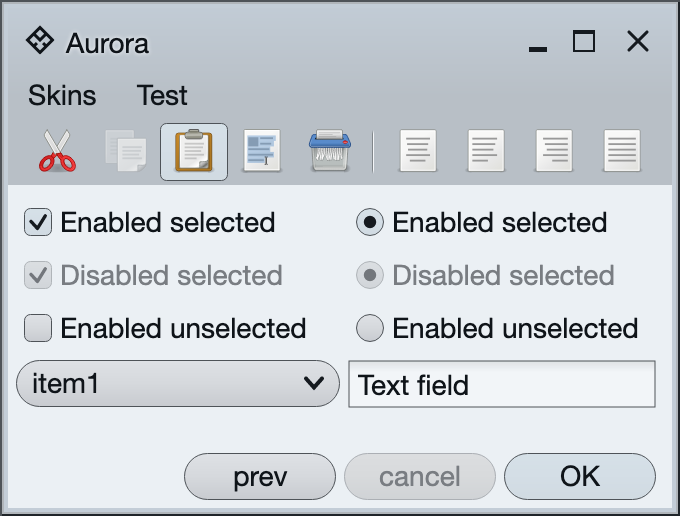 Aurora
Skins Test
Enabled selected Enabled selected
Disabled selected Disabled selected
Enabled unselected Enabled unselected
item1 Text field
prev cancel OK